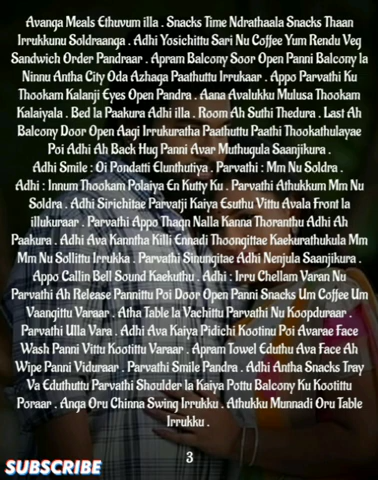 Avanga Meals Ethuvum illa . Snacks Time Ndrathaala Snacks Thaan
Irrukkunu Soldraanga . Adhi Yosichittu Sari Nu Coffee Yum Rendu Veg
Sandwich Order Pandraar . Apram Balcony Soor Open Panni Balcony la
Ninnu Antha City Oda Azhaga Paathuttu Irrukaar . Appo Parvathi Ku
Thookam Kalanji Eyes Open Pandra . Aana Avalukku Mulusa Thookam
Kalaiyala . Bed la Paakura Adhi illa . Room Ah Suthi Thedura . Last Ah
Balcony Door Open Aagi Irrukuratha Paathuttu Paathi Thookathulayae
Poi Adhi Ah Back Hug Panni Avar Muthugula Saanjikura .
Adhi Smile : Oi Pondatti Elunthutiya . Parvathi : Mm Nu Soldra .
Adhi : Innum Thookam Polaiya En Kutty Ku . Parvathi Athukkum Mm Nu
Soldra . Adhi Sirichitae Parvatji Kaiya Esuthu Vittu Avala Front la
illukuraar . Parvathi Appo Thaqn Nalla Kanna Thoranthu Adhi Ah
Paakura . Adhi Ava Kanntha Killi Ennadi Thoongittae Kaekurathukula Mm
Mm Nu Sollittu Irrukka . Parvathi Sinungitae Adhi Nenjula Saanjikura .
Appo Callin Bell Sound Kaekuthu . Adhi : Irru Chellam Varan Nu
Parvathi Ah Release Pannittu Poi Door Open Panni Snacks Um Coffee Um
Vaangittu Varaar . Atha Table la Vachittu Parvathi Nu Koopduraar .
Parvathi Ulla Vara . Adhi Ava Kaiya Pidichi Kootinu Poi Avarae Face
Wash Panni Vittu Kootittu Varaar . Apram Towel Eduthu Ava Face Ah
Wipe Panni Viduraar . Parvathi Smile Pandra . Adhi Antha Snacks Tray
Va Eduthuttu Parvathi Shoulder la Kaiya Pottu Balcony Ku Kootittu
Poraar . Anga Oru Chinna Swing Irrukku . Athukku Munnadi Oru Table
Irrukku .
3
SUBSCRIBE